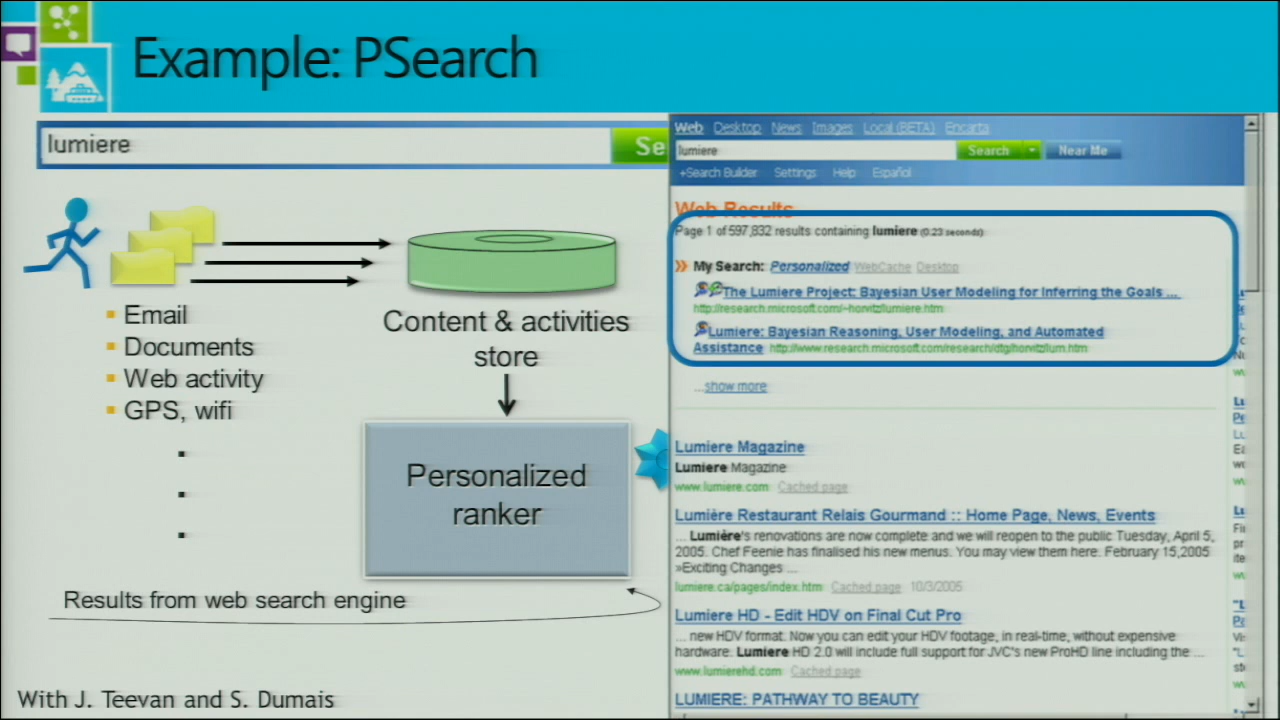 Example: PSearch
lumiere
Se
Email
Documents
Web activity
GPS, wifi
Content & activities
store
Personalized
ranker
Results from web search engine
With J. Teevan and S. Dumais
Web Desktop News Images Local (BETA) Encarta
lumiere Search Near Me
+Search Builder Settings Help Español
Web Results
Page 1 of 597,832 results containing lumiere (0.23 seconds)
My Search: Personalized WebCache Desktop
The Lumiere Project: Bayesian User Modeling for Inferring the Goals ...
http://research.microsoft.com/~horvitz/lumiere.htm
Lumiere: Bayesian Reasoning, User Modeling, and Automated
Assistance http://www.research.microsoft.com/research/dtg/horvitz/lum.htm
...show more
Lumiere Magazine
Lumiere Magazine
www.lumiere.com Cached page
Lumière Restaurant Relais Gourmand :: Home Page, News, Events
... Lumière's renovations are now complete and we will reopen to the public Tuesday, April 5,
2005. Chef Feenie has finalised his new menus. You may view them here. February 15,2005
»Exciting Changes ...
lumiere.ca/pages/index.htm Cached page 10/3/2005
Lumiere HD - Edit HDV on Final Cut Pro
... new HDV format. Now you can edit your HDV footage, in real-time, without expensive
hardware. Lumiere HD 2.0 will include full support for JVC's new ProHD line including the ...
www.lumierehd.com Cached page
LUMIERE: PATHWAY TO BEAUTY